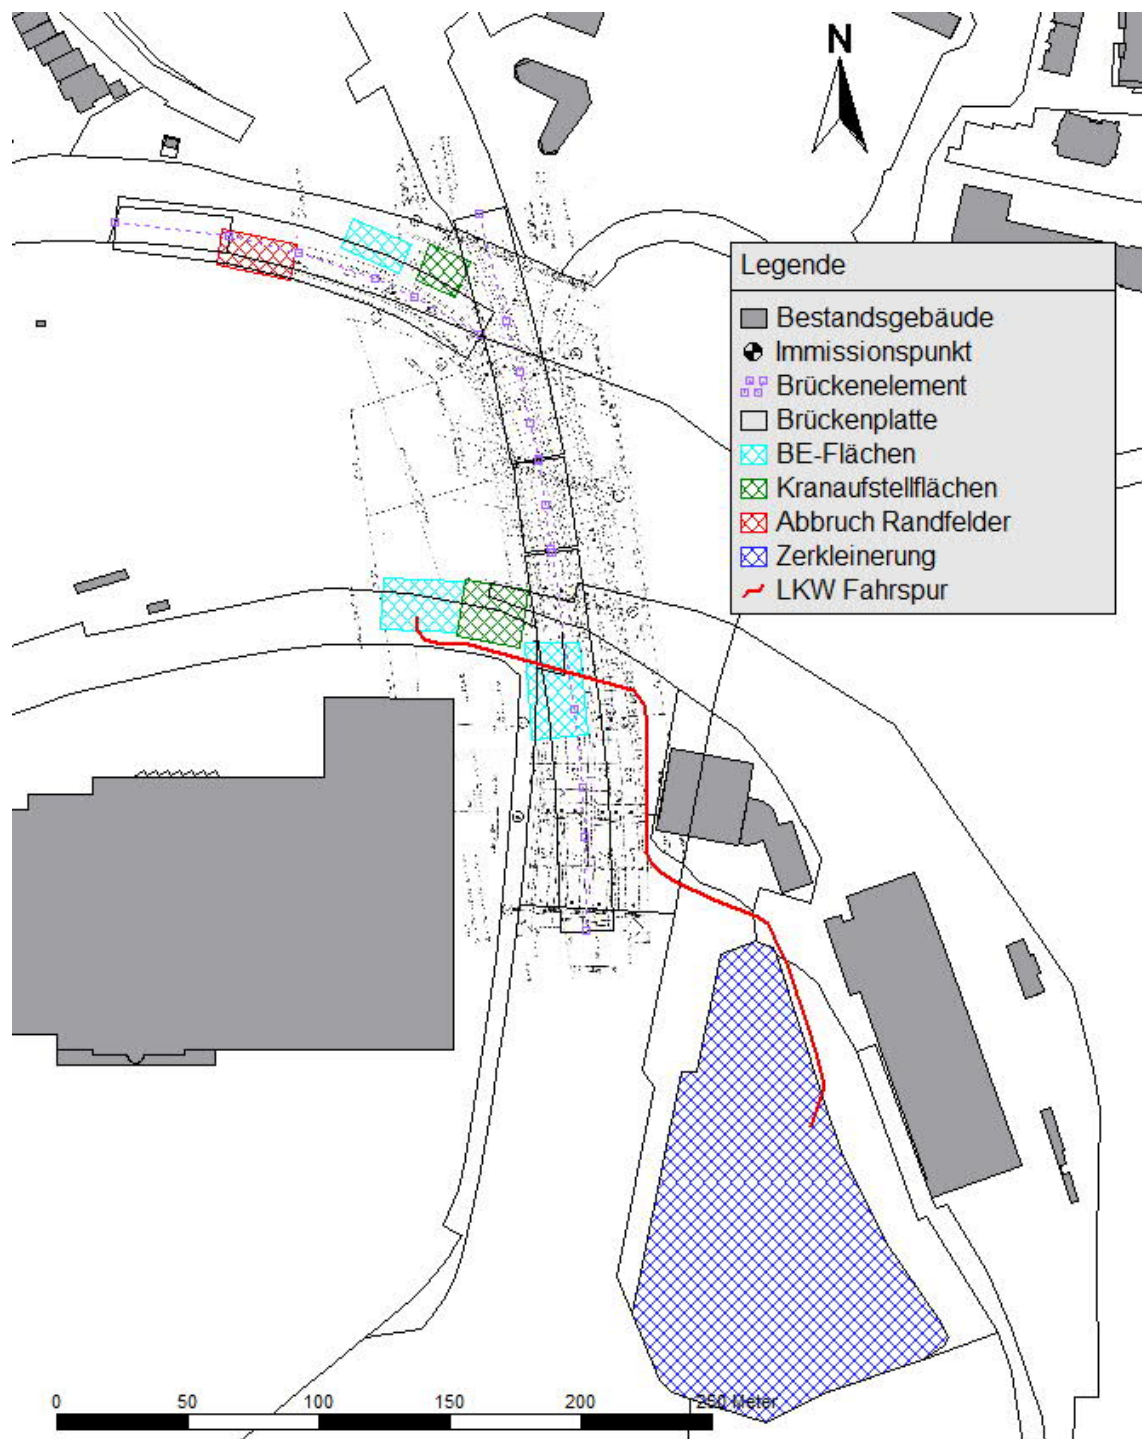 N
Legende
Bestandsgebäude
Immissionspunkt
Brückenelement
Brückenplatte
BE-Flächen
Kranaufstellflächen
Abbruch Randfelder
Zerkleinerung
LKW Fahrspur
0 50 100 150 200 250 Meter